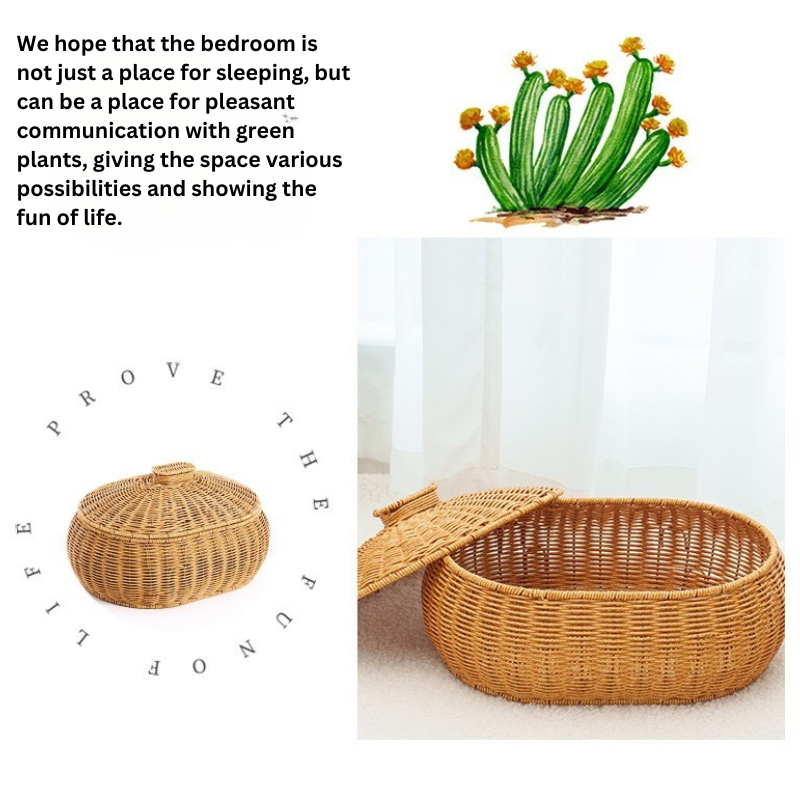 We hope that the bedroom is
not just a place for sleeping, but
can be a place for pleasant
communication with green
plants, giving the space various
possibilities and showing the
fun of life.
PROVE THE FUN OF LIFE